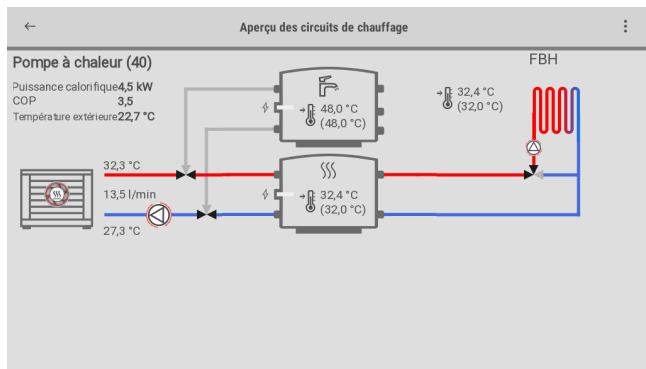 Aperçu des circuits de chauffage
Pompe à chaleur (40)
FBH
Puissance calorifique 4,5 kW
COP 3,5
Température extérieure 22,7 °C
48,0 °C
(48,0 °C)
32,4 °C
(32,0 °C)
32,3 °C
13,5 l/min
27,3 °C
32,4 °C
(32,0 °C)